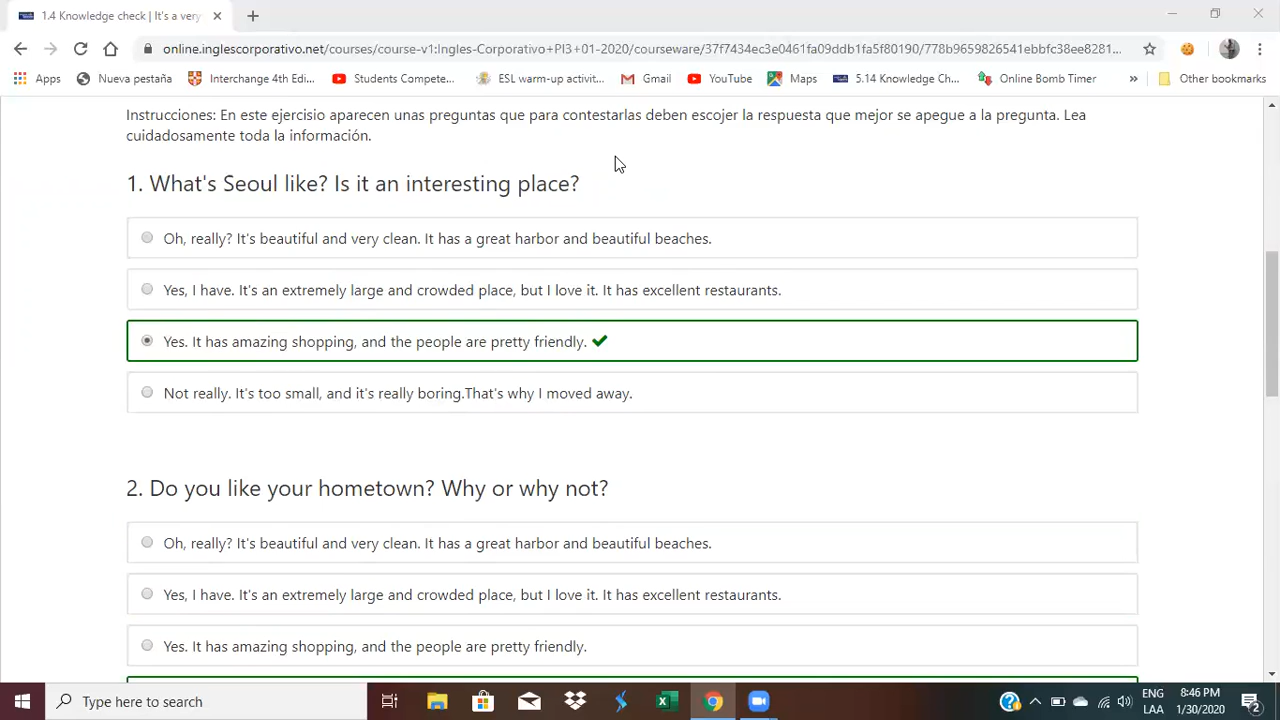 1.4 Knowledge check | It's a very
online.inglescorporativo.net/courses/course-v1:Ingles-Corporativo+PI3+01-2020/courseware/37f7434ec3e0461fa09ddb1fa5f80190/778b9659826541ebbfc38ee8281...
Apps Nueva pestaña Interchange 4th Edi... Students Compete... ESL warm-up activit... Gmail YouTube Maps 5.14 Knowledge Ch... Online Bomb Timer » Other bookmarks
Instrucciones: En este ejercisio aparecen unas preguntas que para contestarlas deben escojer la respuesta que mejor se apegue a la pregunta. Lea
cuidadosamente toda la información.
1. What's Seoul like? Is it an interesting place?
Oh, really? It's beautiful and very clean. It has a great harbor and beautiful beaches.
Yes, I have. It's an extremely large and crowded place, but I love it. It has excellent restaurants.
Yes. It has amazing shopping, and the people are pretty friendly.
Not really. It's too small, and it's really boring.That's why I moved away.
2. Do you like your hometown? Why or why not?
Oh, really? It's beautiful and very clean. It has a great harbor and beautiful beaches.
Yes, I have. It's an extremely large and crowded place, but I love it. It has excellent restaurants.
Yes. It has amazing shopping, and the people are pretty friendly.
Type here to search
ENG 8:46 PM
LAA 1/30/2020 2